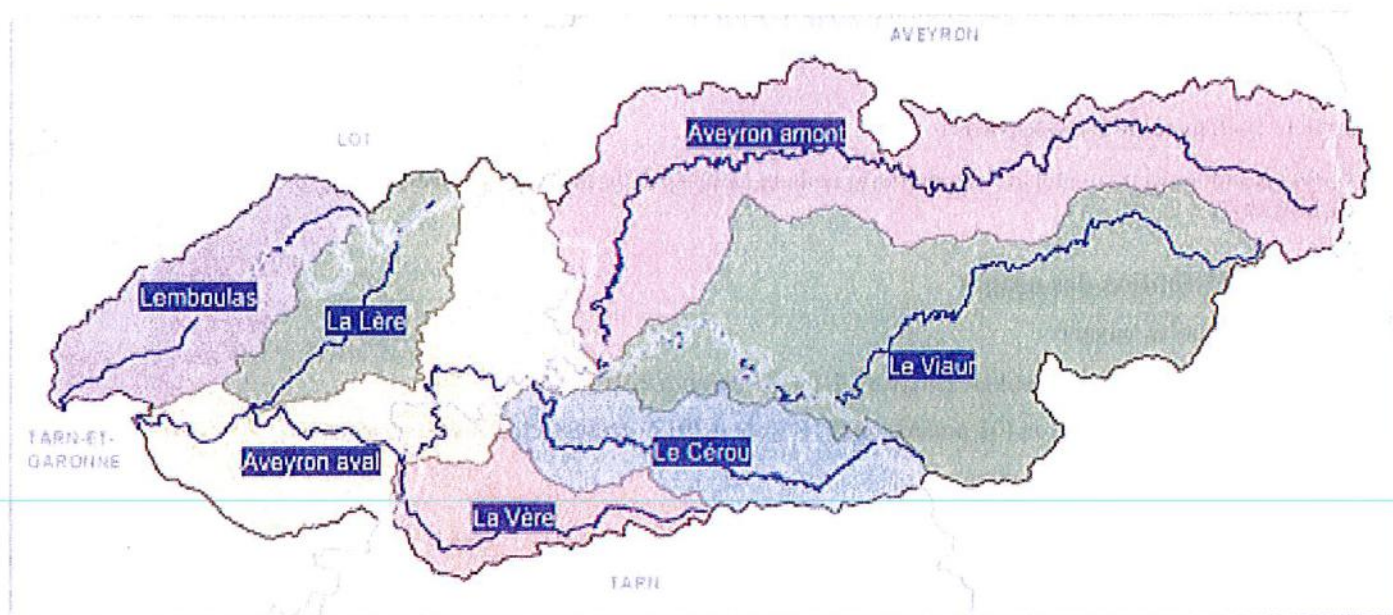 AVEYRON
Aveyron amont
LOT
Lemboulas
La Lère
Le Viaur
TARN-ET-
GARONNE
Aveyron aval
Le Cérou
La Vère
TARN